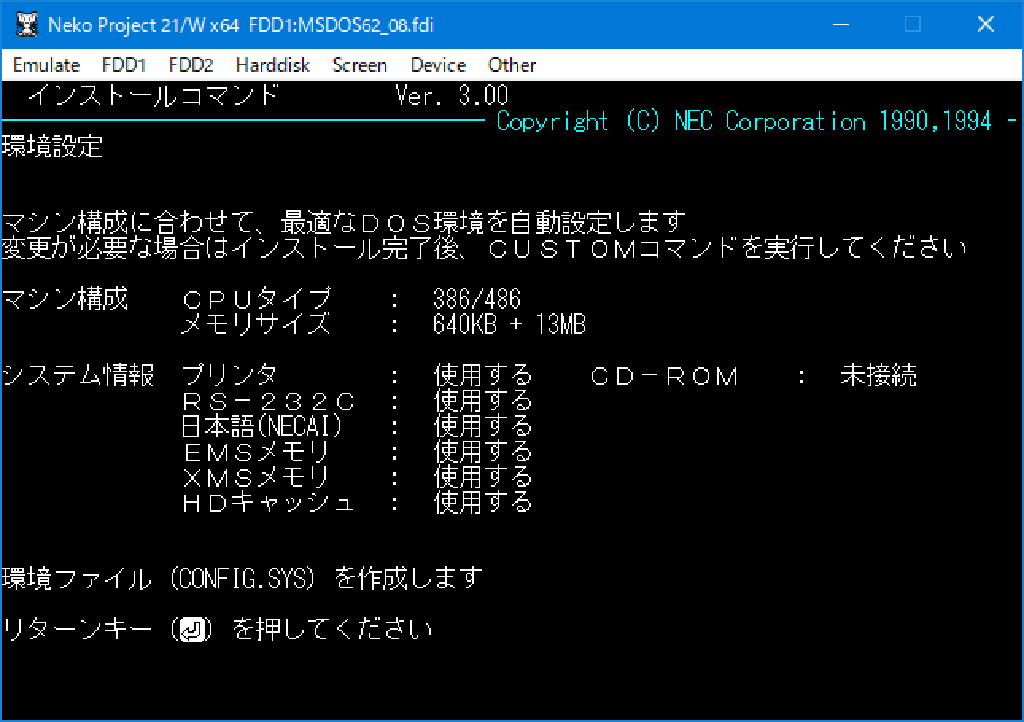 Neko Project 21/W x64 FDD1:MSDOS62_08.fdi
Emulate FDD1 FDD2 Harddisk Screen Device Other
インストールコマンド Ver. 3.00
Copyright (C) NEC Corporation 1990,1994
環境設定
マシン構成に合わせて、最適なＤＯＳ環境を自動設定します
変更が必要な場合はインストール完了後、ＣＵＳＴＯＭコマンドを実行してください
マシン構成 ＣＰＵタイプ : 386/486
メモリサイズ : 640KB + 13MB
システム情報 プリンタ : 使用する ＣＤ－ＲＯＭ : 未接続
ＲＳ－２３２Ｃ : 使用する
日本語(NECAI) : 使用する
ＥＭＳメモリ : 使用する
ＸＭＳメモリ : 使用する
ＨＤキャッシュ : 使用する
環境ファイル (CONFIG.SYS) を作成します
リターンキー (↵) を押してください